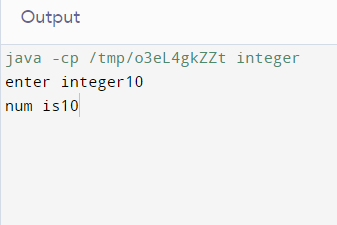 Output
java -cp /tmp/o3eL4gkZZt integer
enter integer10
num is10